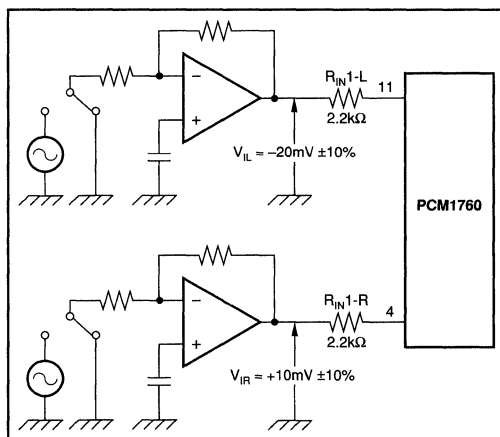 −
+
R_IN1-L
11
2.2kΩ
V_IL = –20mV ±10%
PCM1760
−
+
R_IN1-R
4
2.2kΩ
V_IR = +10mV ±10%